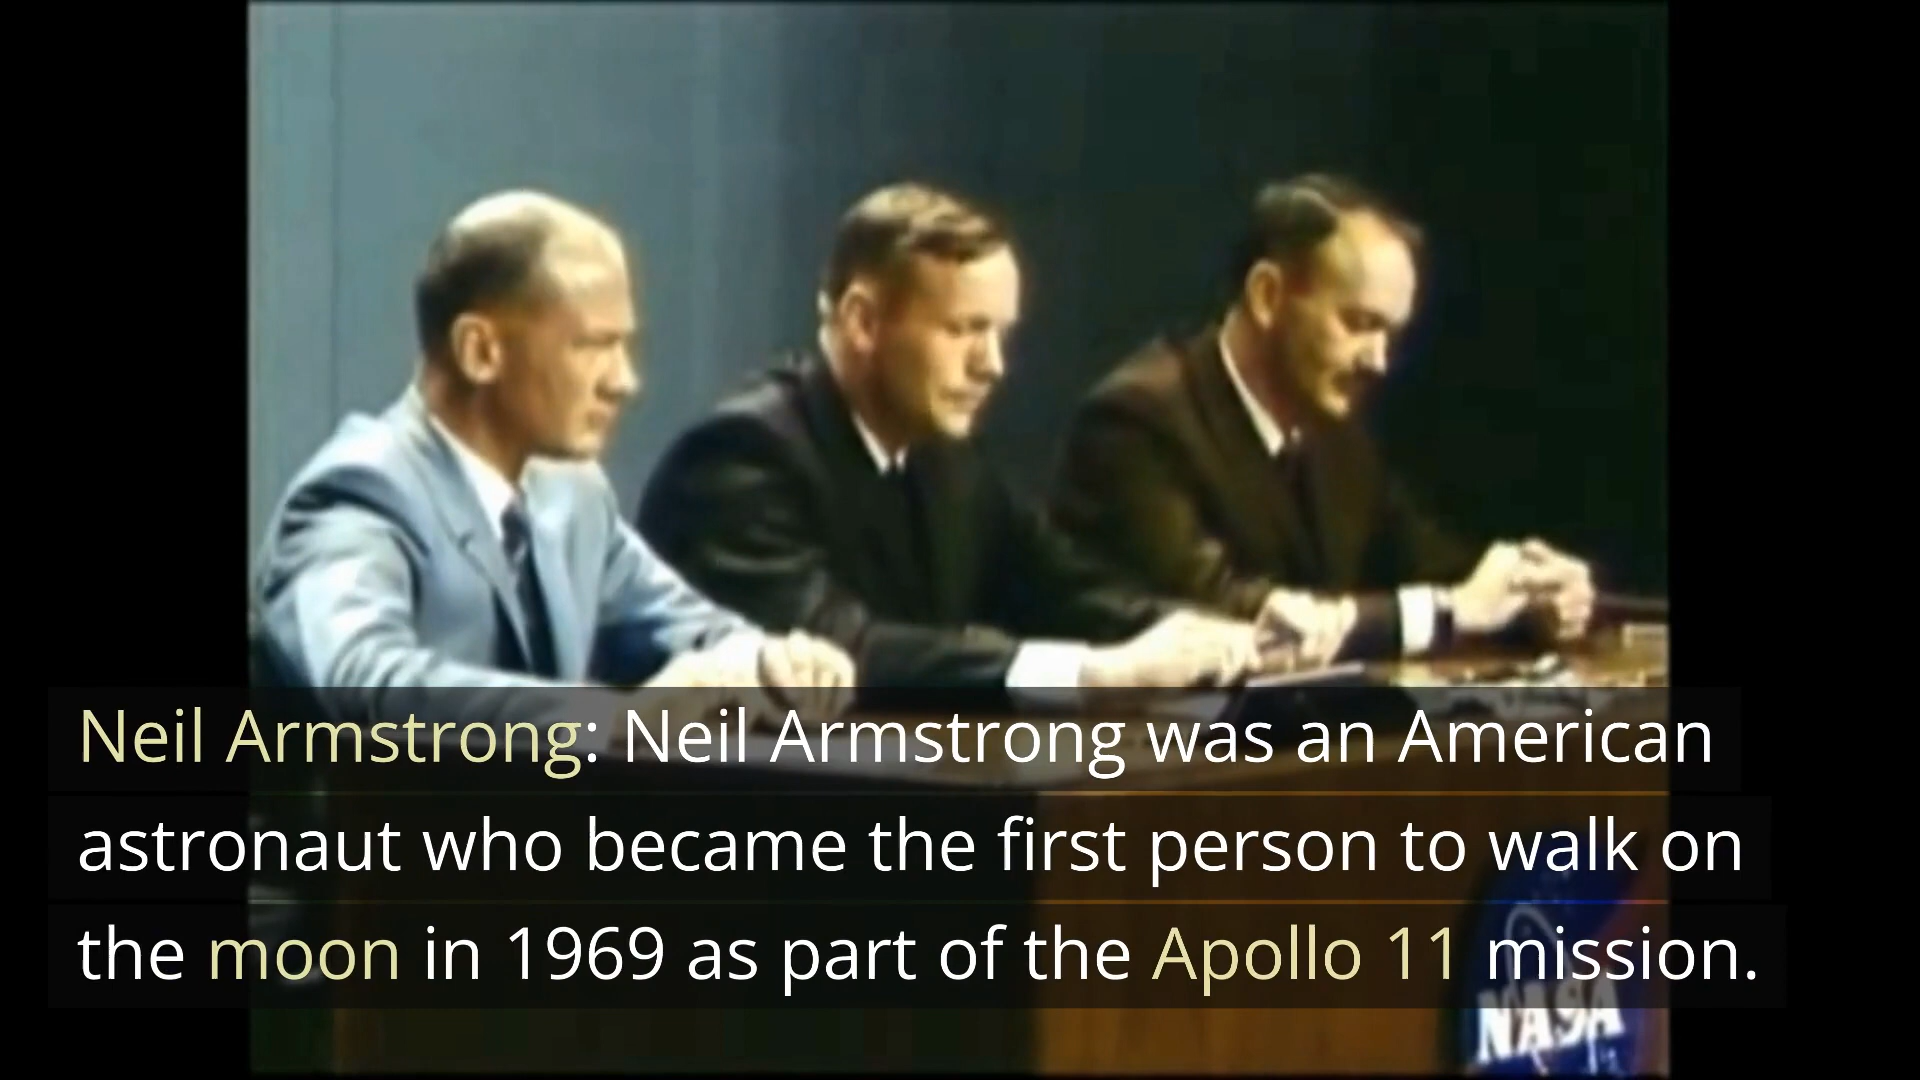 Neil Armstrong: Neil Armstrong was an American
astronaut who became the first person to walk on
the moon in 1969 as part of the Apollo 11 mission.
NASA